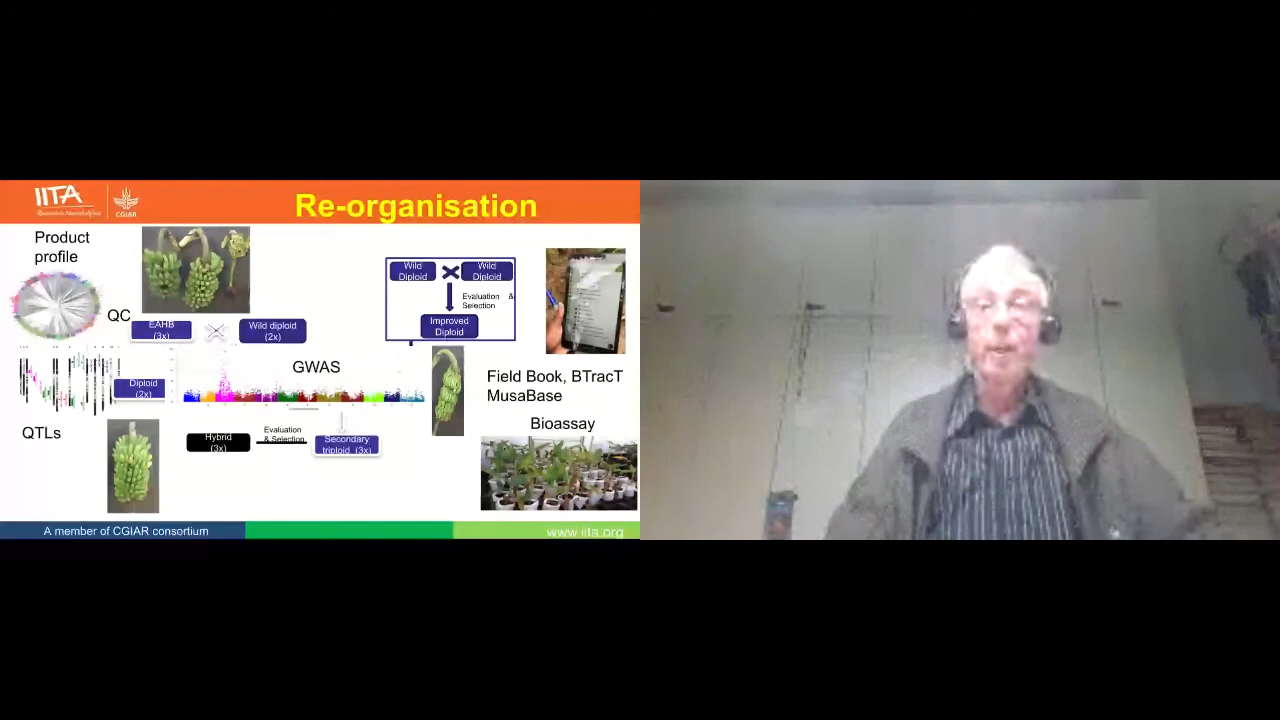 IITA
CGIAR
Re-organisation
Product
profile
QC
EAHB
(3x)
Wild diploid
(2x)
Wild
Diploid
Wild
Diploid
Evaluation &
Selection
Improved
Diploid
GWAS
Diploid
(2x)
QTLs
Field Book, BTracT
MusaBase
Bioassay
Hybrid
(3x)
Evaluation
& Selection
Secondary
triploid (3x)
A member of CGIAR consortium
www.iita.org